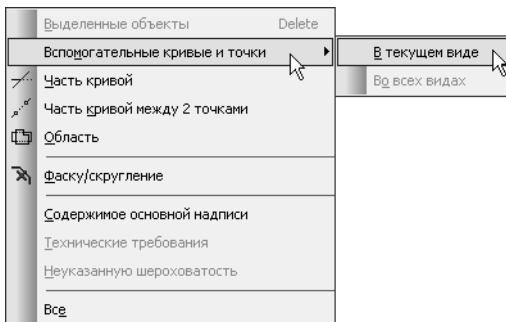 Выделенные объекты Delete
Вспомогательные кривые и точки
В текущем виде
Во всех видах
Часть кривой
Часть кривой между 2 точками
Область
Фаску/скругление
Содержимое основной надписи
Технические требования
Неуказанную шероховатость
Все